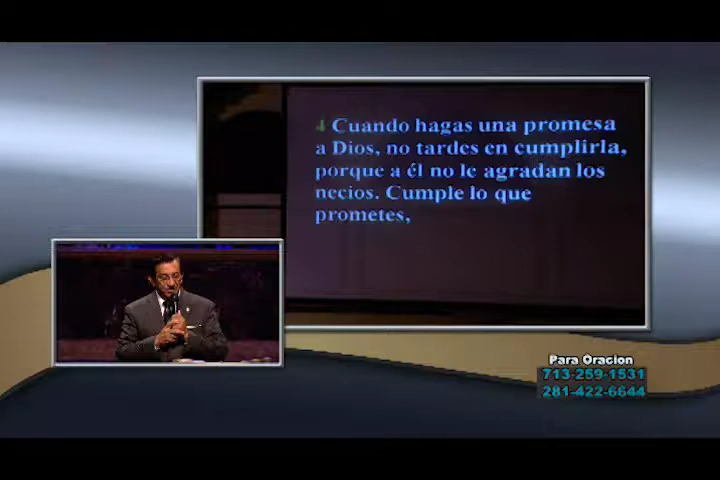 4 Cuando hagas una promesa
a Dios, no tardes en cumplirla,
porque a él no le agradan los
necios. Cumple lo que
prometes,
Para Oracion
713-259-1531
281-422-6644